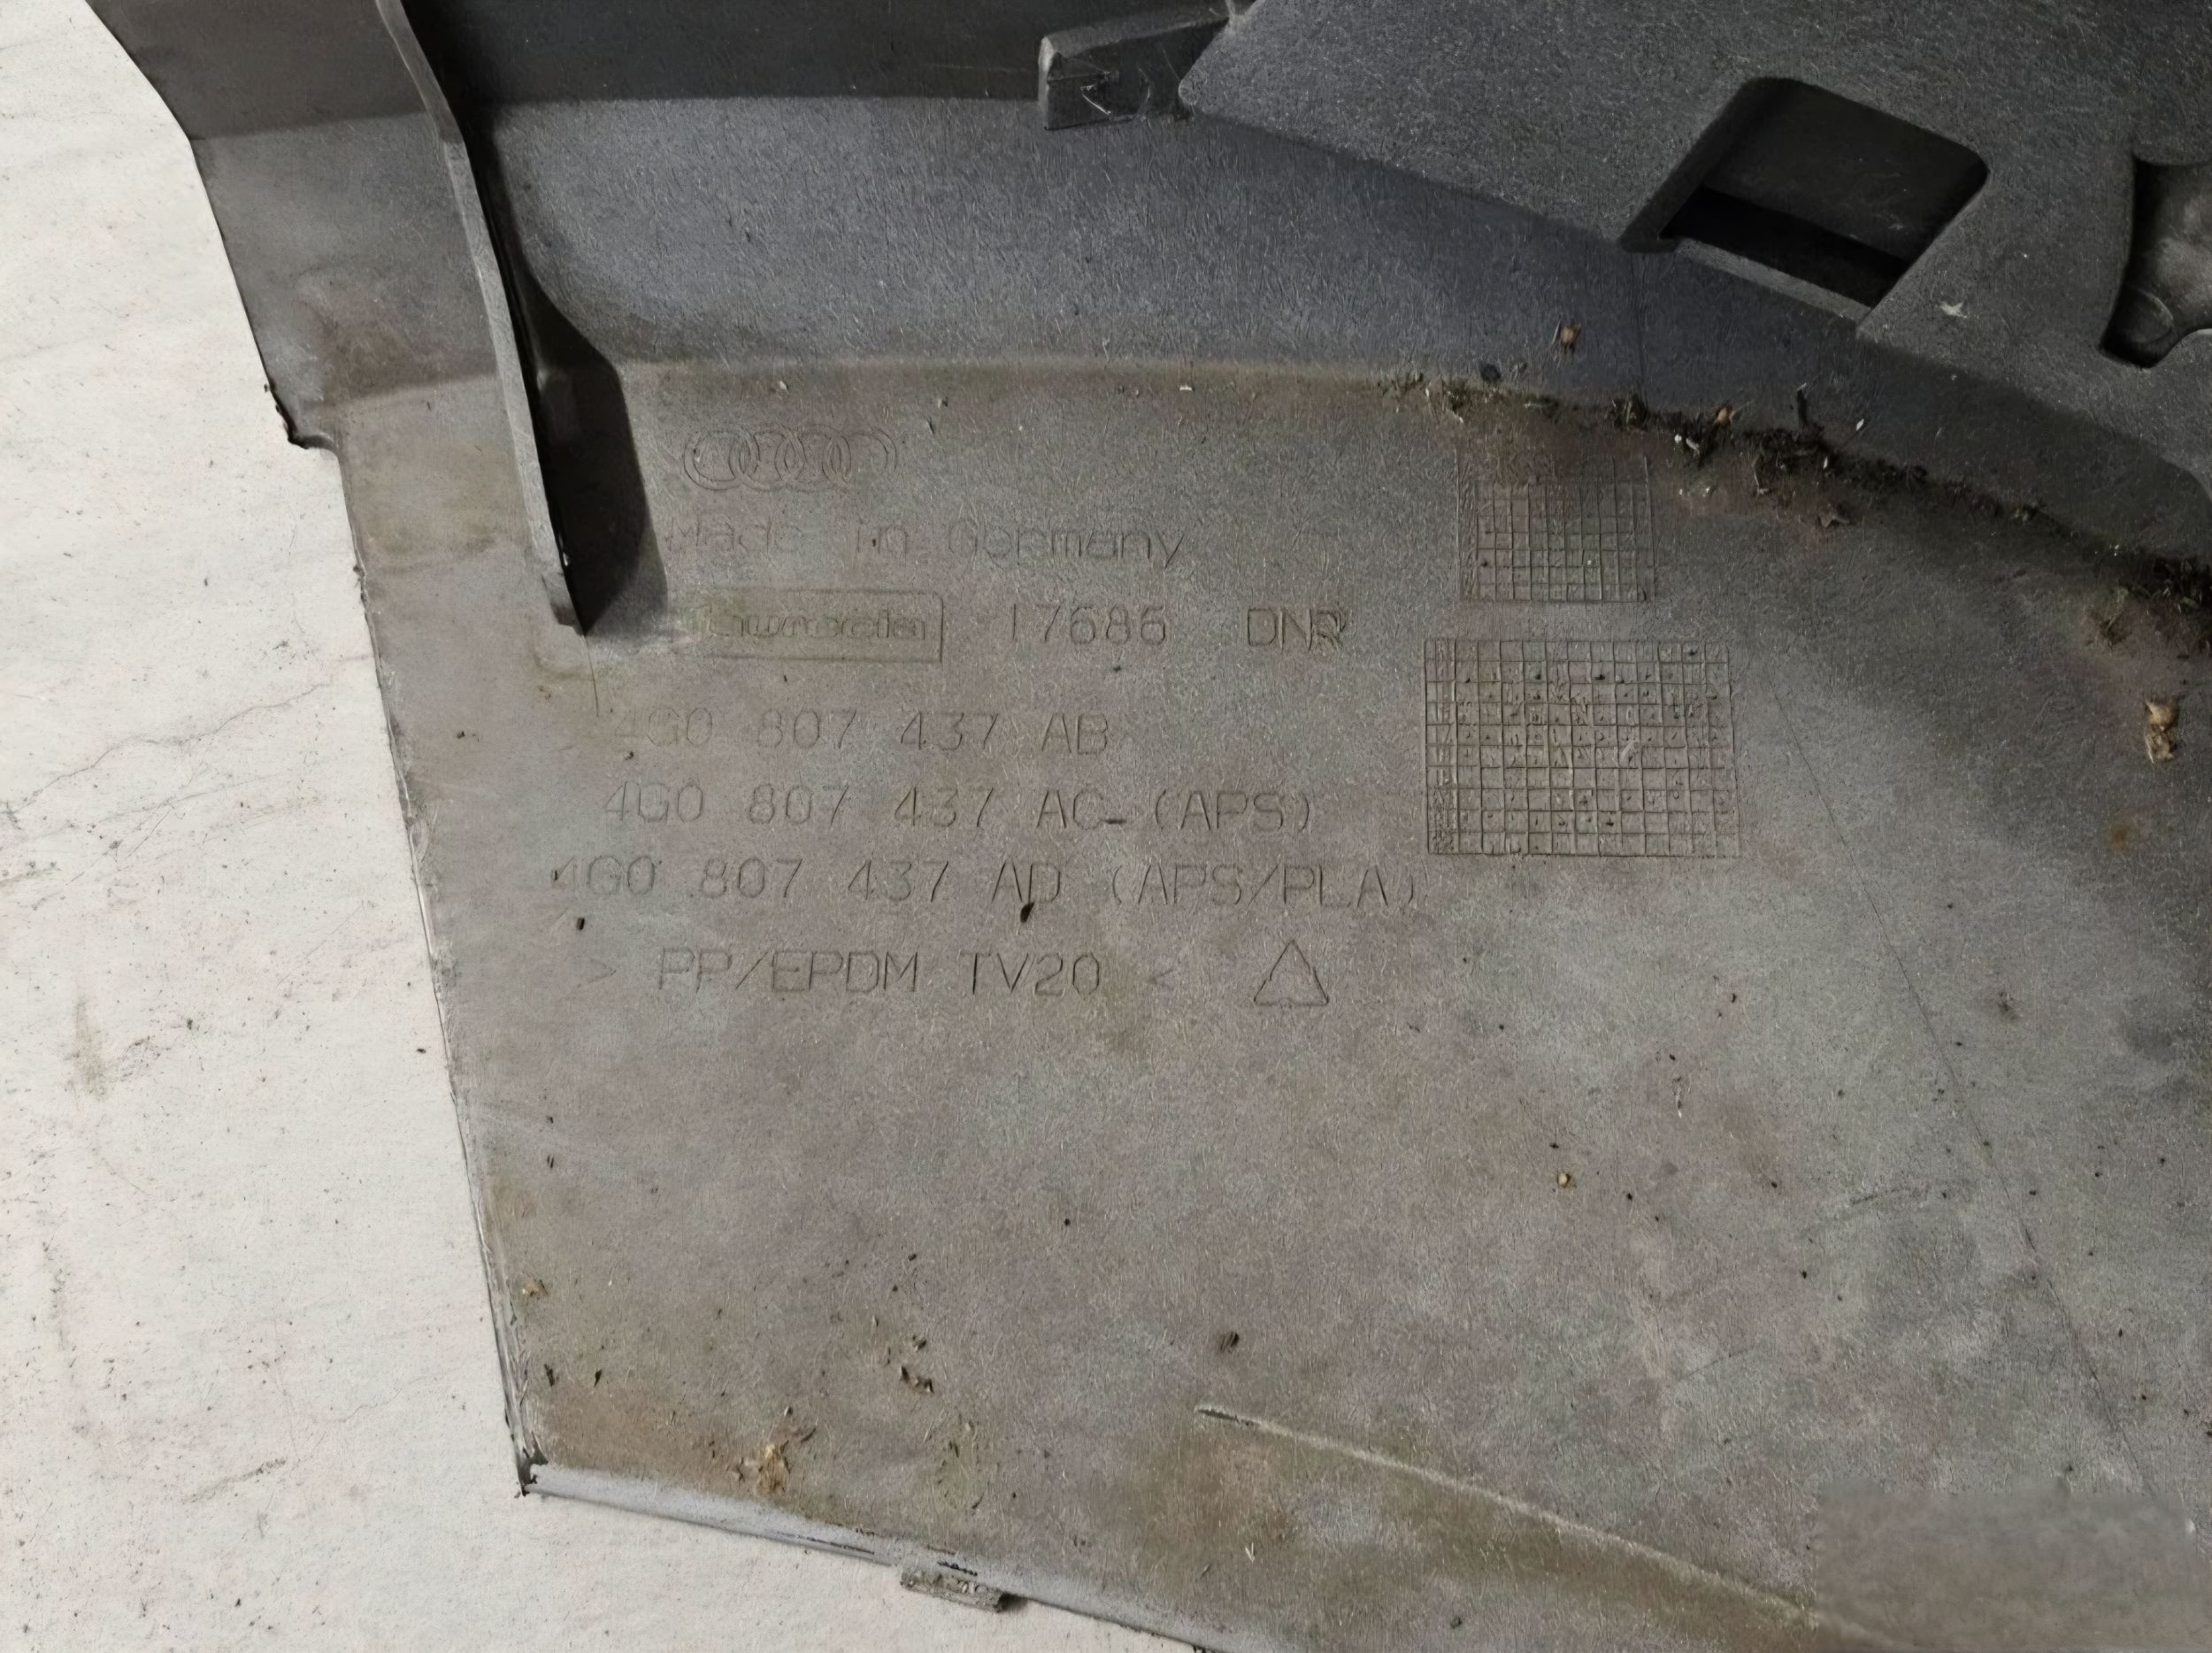 Made in Germany
17686 DNR
4G0 807 437 AB
4G0 807 437 AC (APS)
4G0 807 437 AD (APS/PLA)
> PP/EPDM TV20 <